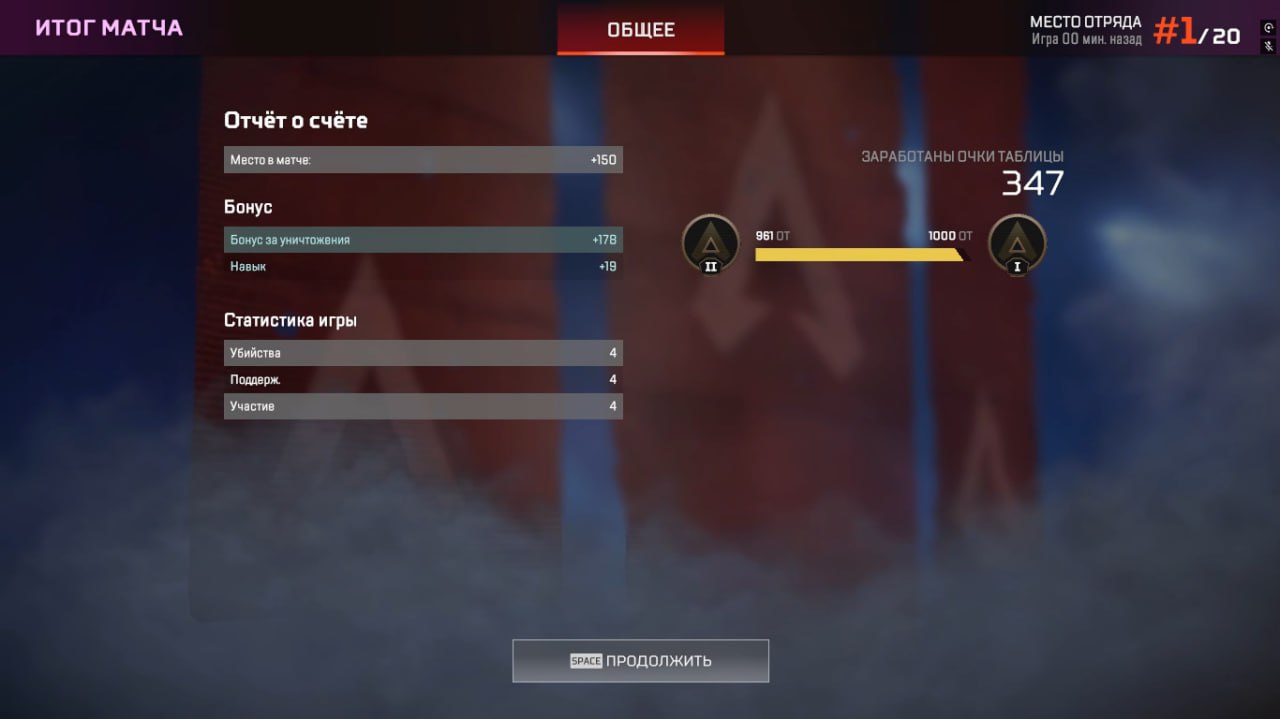 ИТОГ МАТЧА
ОБЩЕЕ
МЕСТО ОТРЯДА
Игра 00 мин. назад
#1/20
Отчёт о счёте
Место в матче: +150
Бонус
Бонус за уничтожения +178
Навык +19
Статистика игры
Убийства 4
Поддерж. 4
Участие 4
ЗАРАБОТАНЫ ОЧКИ ТАБЛИЦЫ
347
961 ОТ 1000 ОТ
II I
SPACE ПРОДОЛЖИТЬ